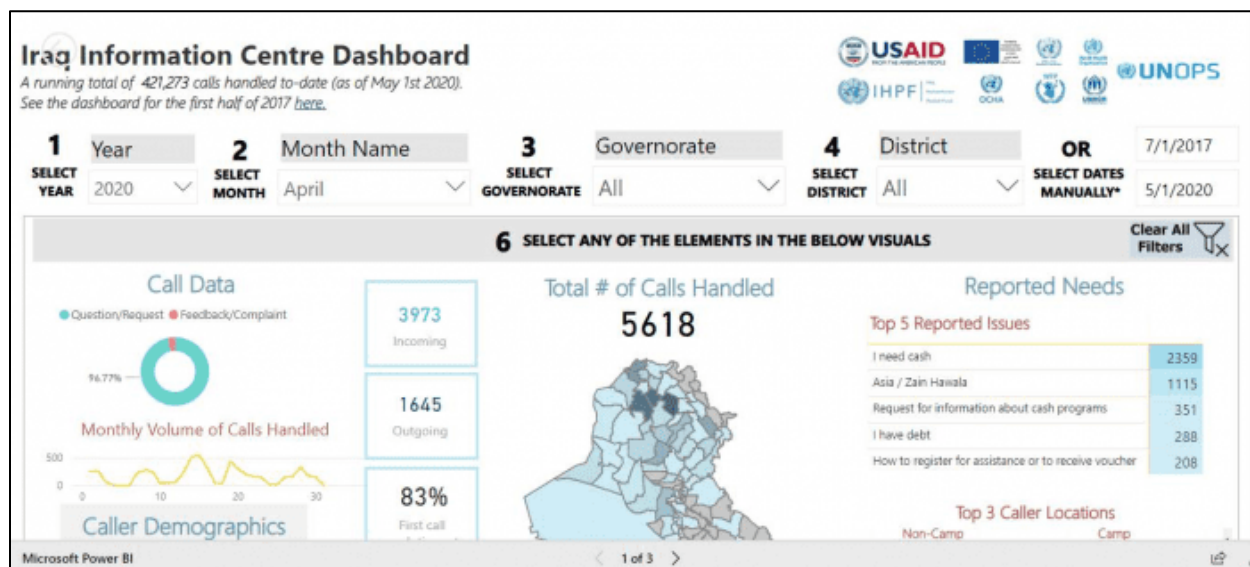 Iraq Information Centre Dashboard
A running total of 421,273 calls handled to-date (as of May 1st 2020).
See the dashboard for the first half of 2017 here.
USAID
FROM THE AMERICAN PEOPLE
IHPF
OCHA
WFP
UNHCR
UNOPS
1
SELECT
YEAR
Year
2020
2
SELECT
MONTH
Month Name
April
3
SELECT
GOVERNORATE
Governorate
All
4
SELECT
DISTRICT
District
All
OR
SELECT DATES
MANUALLY*
7/1/2017
5/1/2020
6 SELECT ANY OF THE ELEMENTS IN THE BELOW VISUALS
Clear All
Filters
Call Data
Question/Request Feedback/Complaint
96.77%
Monthly Volume of Calls Handled
500
0
0 10 20 30
Caller Demographics
3973
Incoming
1645
Outgoing
83%
First call
Total # of Calls Handled
5618
Reported Needs
Top 5 Reported Issues
I need cash 2359
Asia / Zain Hawala 1115
Request for information about cash programs 351
I have debt 288
How to register for assistance or to receive voucher 208
Top 3 Caller Locations
Non-Camp Camp
Microsoft Power BI
1 of 3